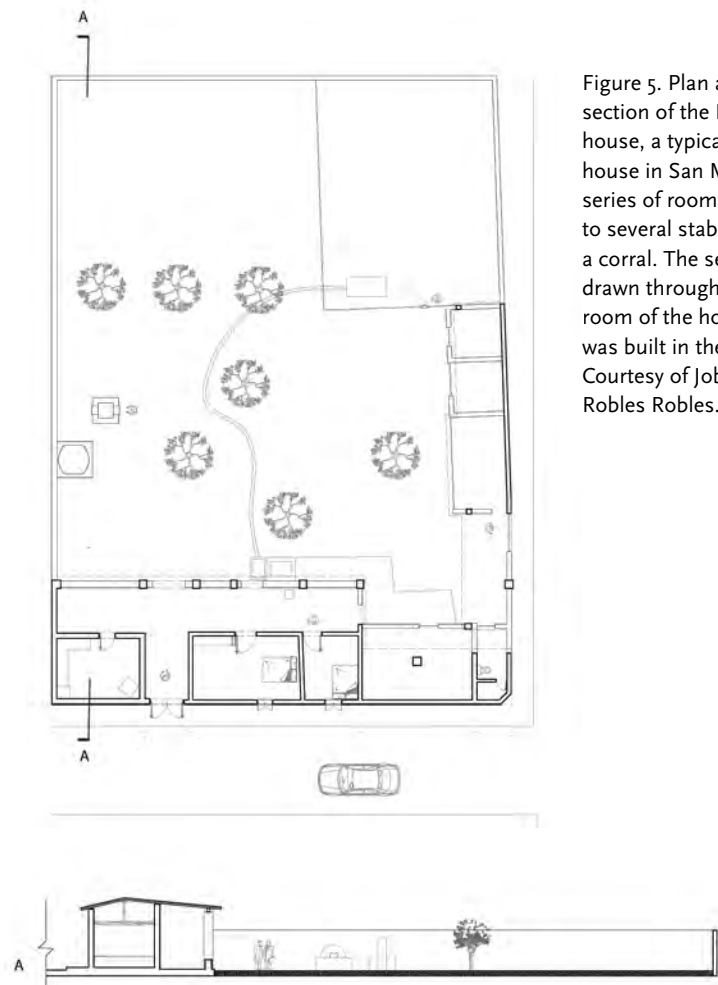 A
Figure 5. Plan
section of the
house, a typica
house in San
series of room
to several stab
a corral. The se
drawn through
room of the ho
was built in the
Courtesy of Job
Robles Robles.
A
A